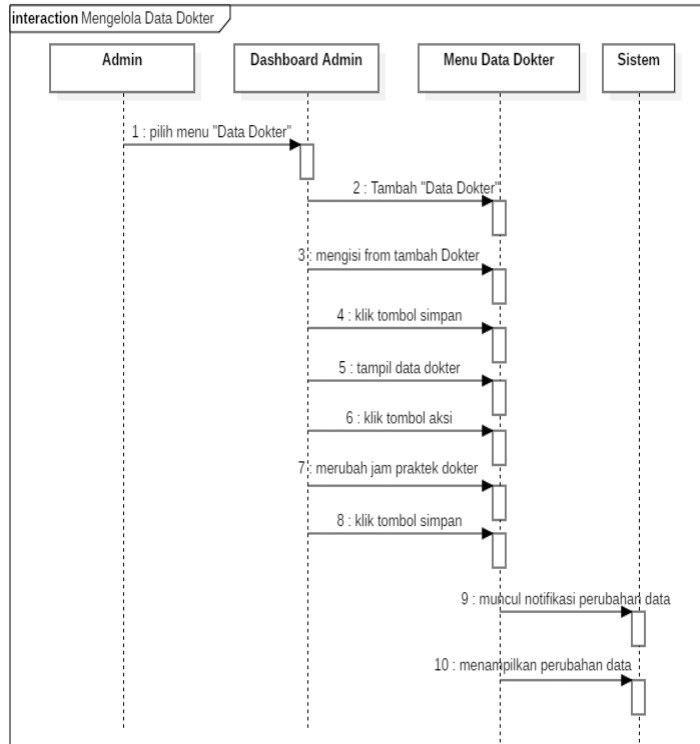 interaction Mengelola Data Dokter
Admin
Dashboard Admin
Menu Data Dokter
Sistem
1 : pilih menu "Data Dokter"
2 : Tambah "Data Dokter"
3 : mengisi from tambah Dokter
4 : klik tombol simpan
5 : tampil data dokter
6 : klik tombol aksi
7 : merubah jam praktek dokter
8 : klik tombol simpan
9 : muncul notifikasi perubahan data
10 : menampilkan perubahan data